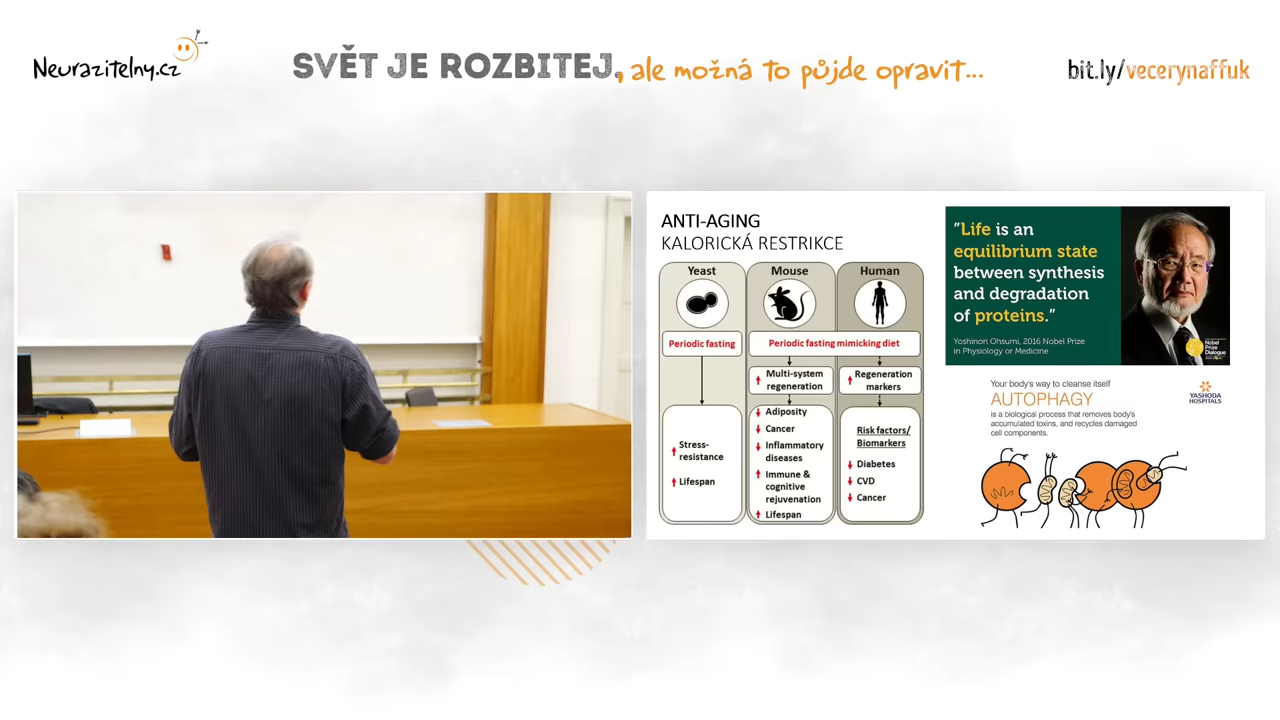 Neurazitelny.cz
SVĚT JE ROZBITEJ, ale možná to půjde opravit...
bit.ly/vecerynaffuk
ANTI-AGING
KALORICKÁ RESTRIKCE
Yeast
Mouse
Human
Periodic fasting
Periodic fasting mimicking diet
Multi-system
regeneration
Regeneration
markers
Stress-
resistance
Lifespan
Adiposity
Cancer
Inflammatory
diseases
Immune &
cognitive
rejuvenation
Lifespan
Risk factors/
Biomarkers
Diabetes
CVD
Cancer
"Life is an
equilibrium state
between synthesis
and degradation
of proteins."
Yoshinori Ohsumi, 2016 Nobel Prize
in Physiology or Medicine
Nobel
Prize
Dialogue
Your body's way to cleanse itself
AUTOPHAGY
is a biological process that removes body's
accumulated toxins, and recycles damaged
cell components.
YASHODA
HOSPITALS